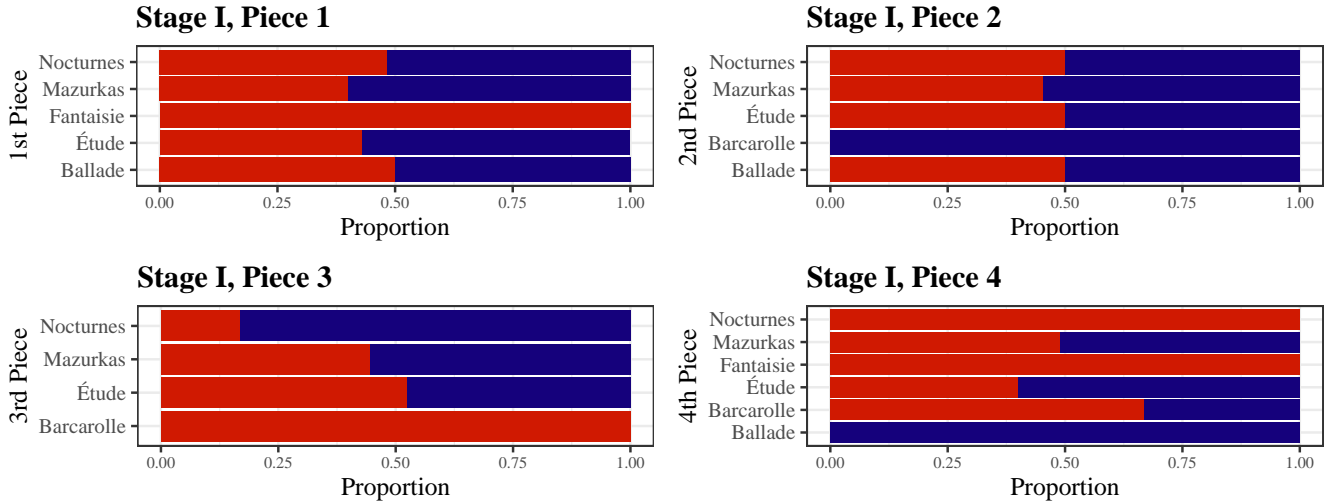 Stage I, Piece 1
1st Piece
Nocturnes
Mazurkas
Fantaisie
Étude
Ballade
0.00 0.25 0.50 0.75 1.00
Proportion
Stage I, Piece 2
2nd Piece
Nocturnes
Mazurkas
Étude
Barcarolle
Ballade
0.00 0.25 0.50 0.75 1.00
Proportion
Stage I, Piece 3
3rd Piece
Nocturnes
Mazurkas
Étude
Barcarolle
0.00 0.25 0.50 0.75 1.00
Proportion
Stage I, Piece 4
4th Piece
Nocturnes
Mazurkas
Fantaisie
Étude
Barcarolle
Ballade
0.00 0.25 0.50 0.75 1.00
Proportion